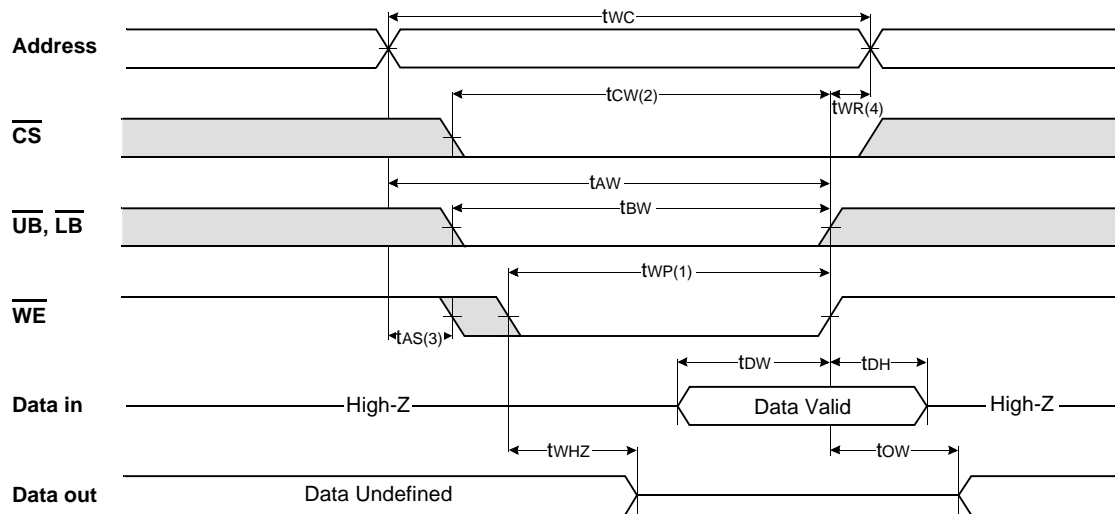 tWC
Address
tCW(2)
tWR(4)
CS
tAW
UB, LB
tBW
tWP(1)
WE
tAS(3)
tDW
tDH
Data in
High-Z
Data Valid
High-Z
tWHZ
tOW
Data out
Data Undefined